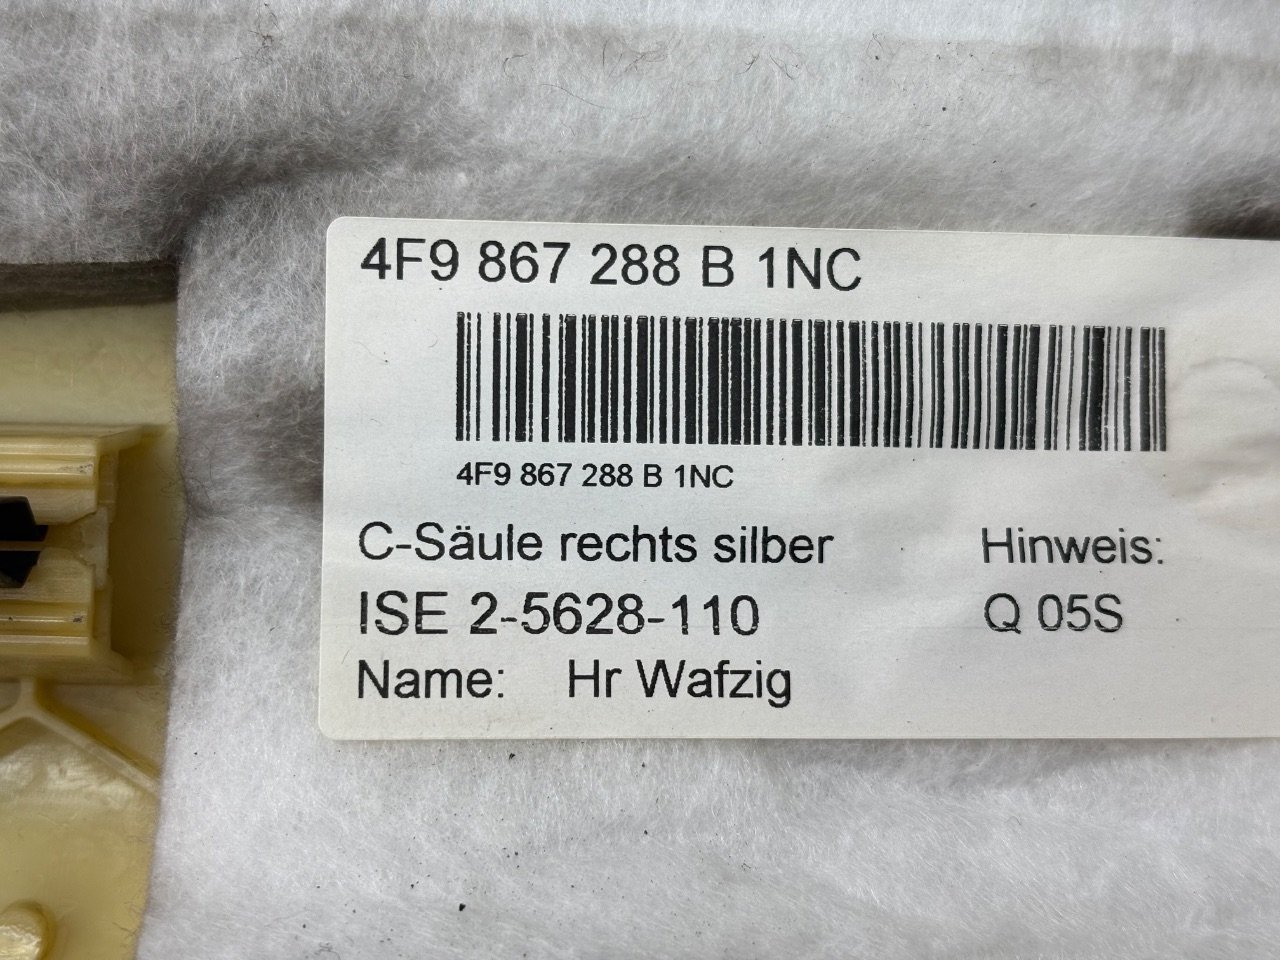 4F9 867 288 B 1NC
4F9 867 288 B 1NC
C-Säule rechts silber Hinweis:
ISE 2-5628-110 Q 05S
Name: Hr Wafzig